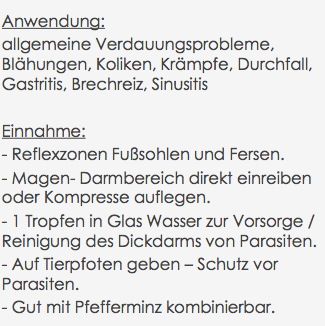 Anwendung:
allgemeine Verdauungsprobleme,
Blähungen, Koliken, Krämpfe, Durchfall,
Gastritis, Brechreiz, Sinusitis
Einnahme:
- Reflexzonen Fußsohlen und Fersen.
- Magen- Darmbereich direkt einreiben
oder Kompresse auflegen.
- 1 Tropfen in Glas Wasser zur Vorsorge /
Reinigung des Dickdarms von Parasiten.
- Auf Tierpfoten geben – Schutz vor
Parasiten.
- Gut mit Pfefferminz kombinierbar.